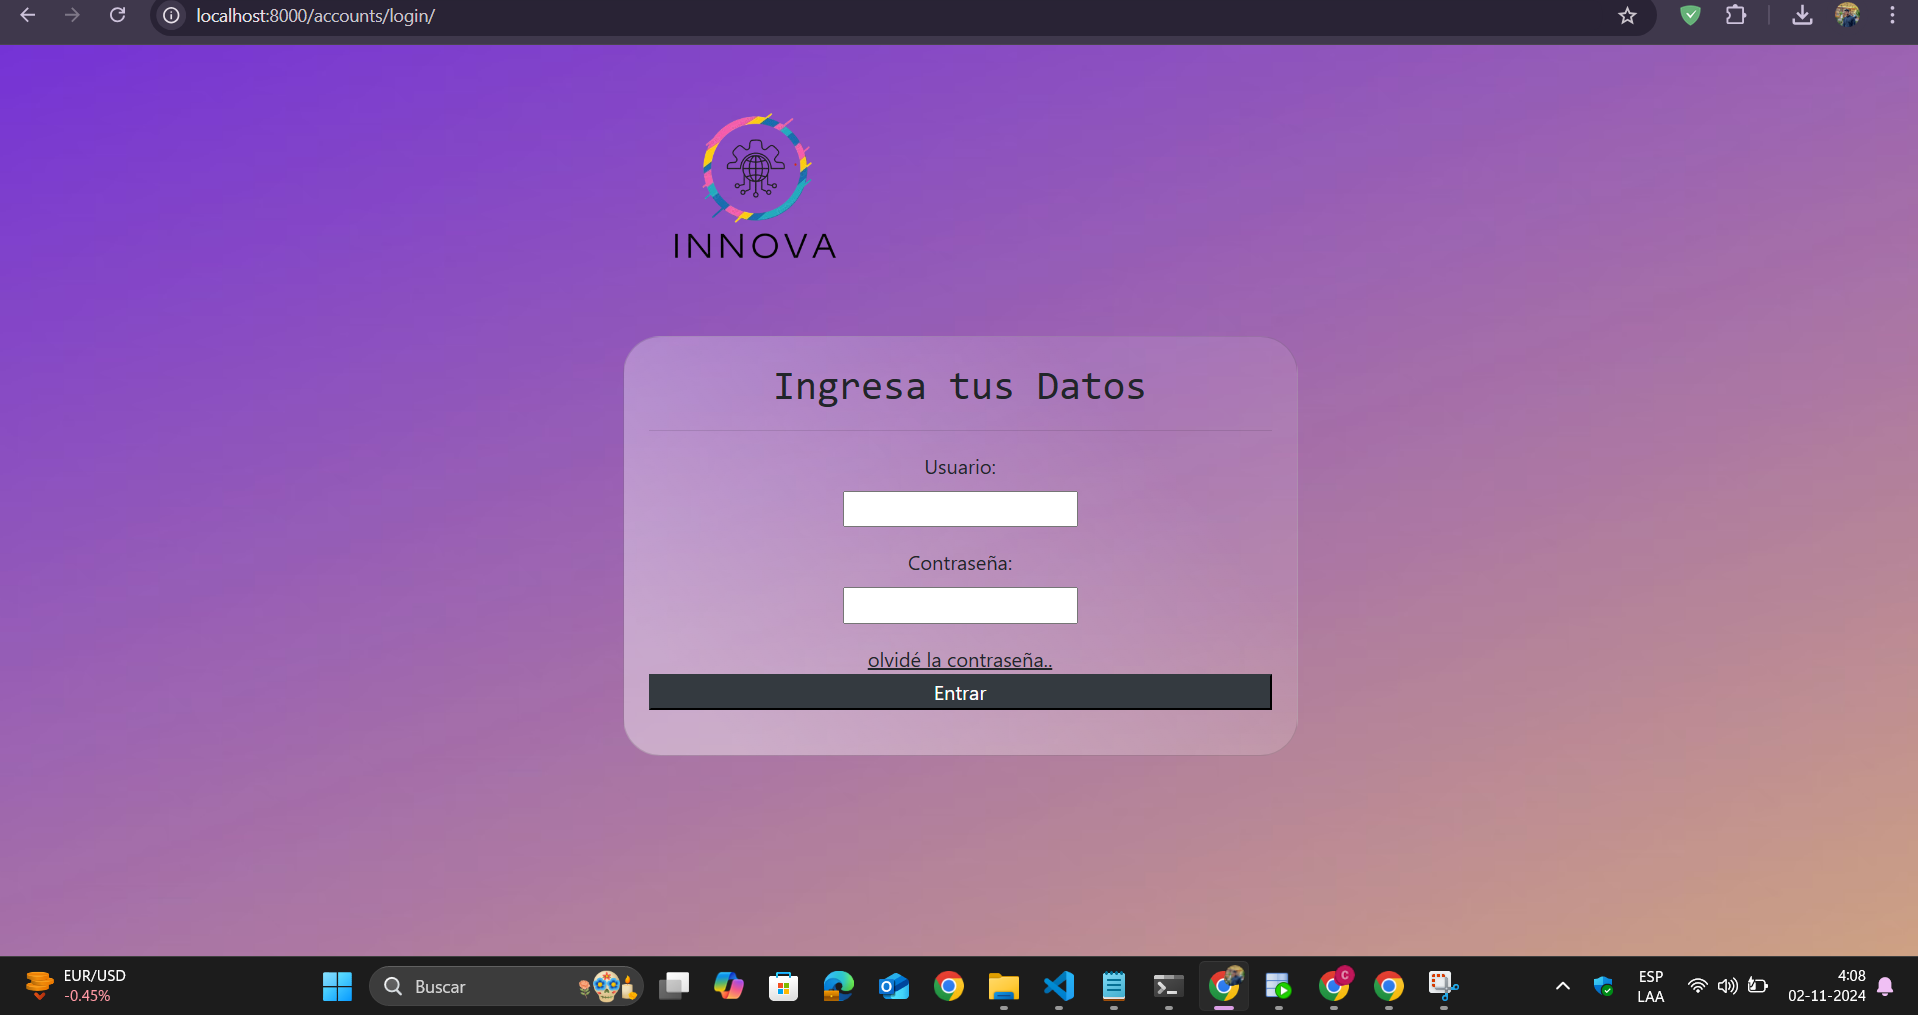 localhost:8000/accounts/login/
INNOVA
Ingresa tus Datos
Usuario:
Contraseña:
olvidé la contraseña..
Entrar
EUR/USD
-0.45%
Buscar
C
ESP
LAA
4:08
02-11-2024